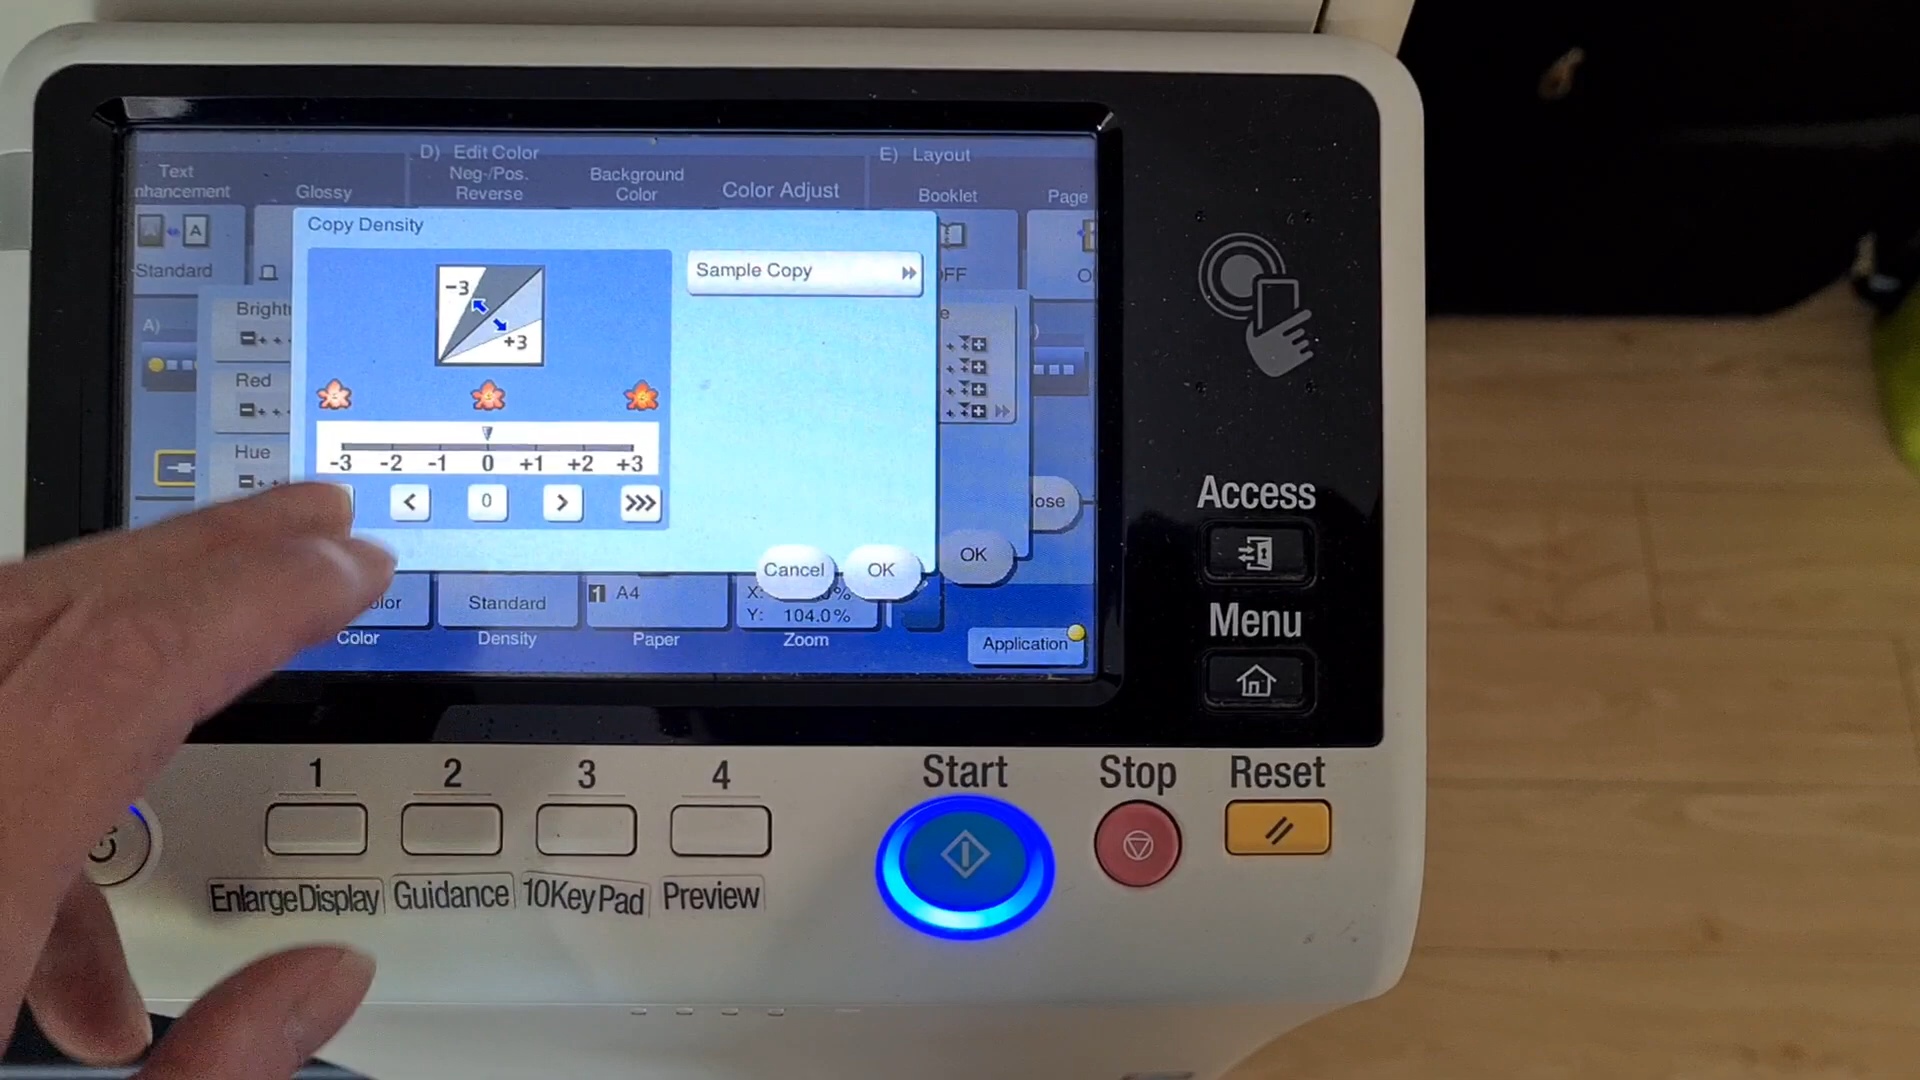 D) Edit Color
E) Layout
Text
nhancement
Glossy
Neg-/Pos.
Reverse
Background
Color
Color Adjust
Booklet
Page
Standard
Copy Density
Sample Copy
FF
A)
Bright
Red
Hue
-3
+3
-3 -2 -1 0 +1 +2 +3
< 0 > >>>
lose
Cancel
OK
OK
olor
Standard
1 A4
X: %
Y: 104.0%
Color
Density
Paper
Zoom
Application
Access
Menu
1 2 3 4
Start
Stop
Reset
Enlarge Display
Guidance
10 Key Pad
Preview